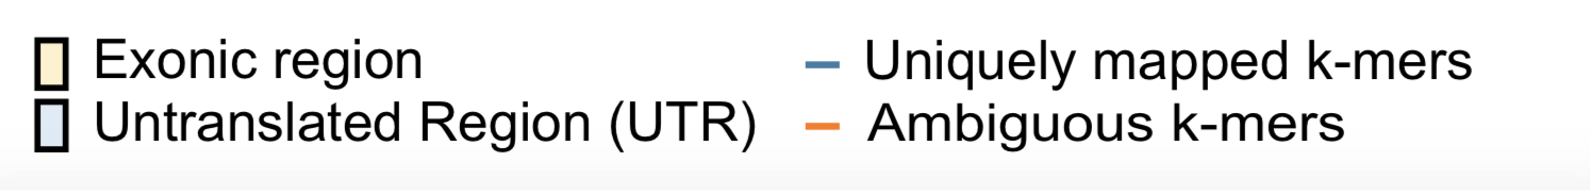 Exonic region
Untranslated Region (UTR)
Uniquely mapped k-mers
Ambiguous k-mers